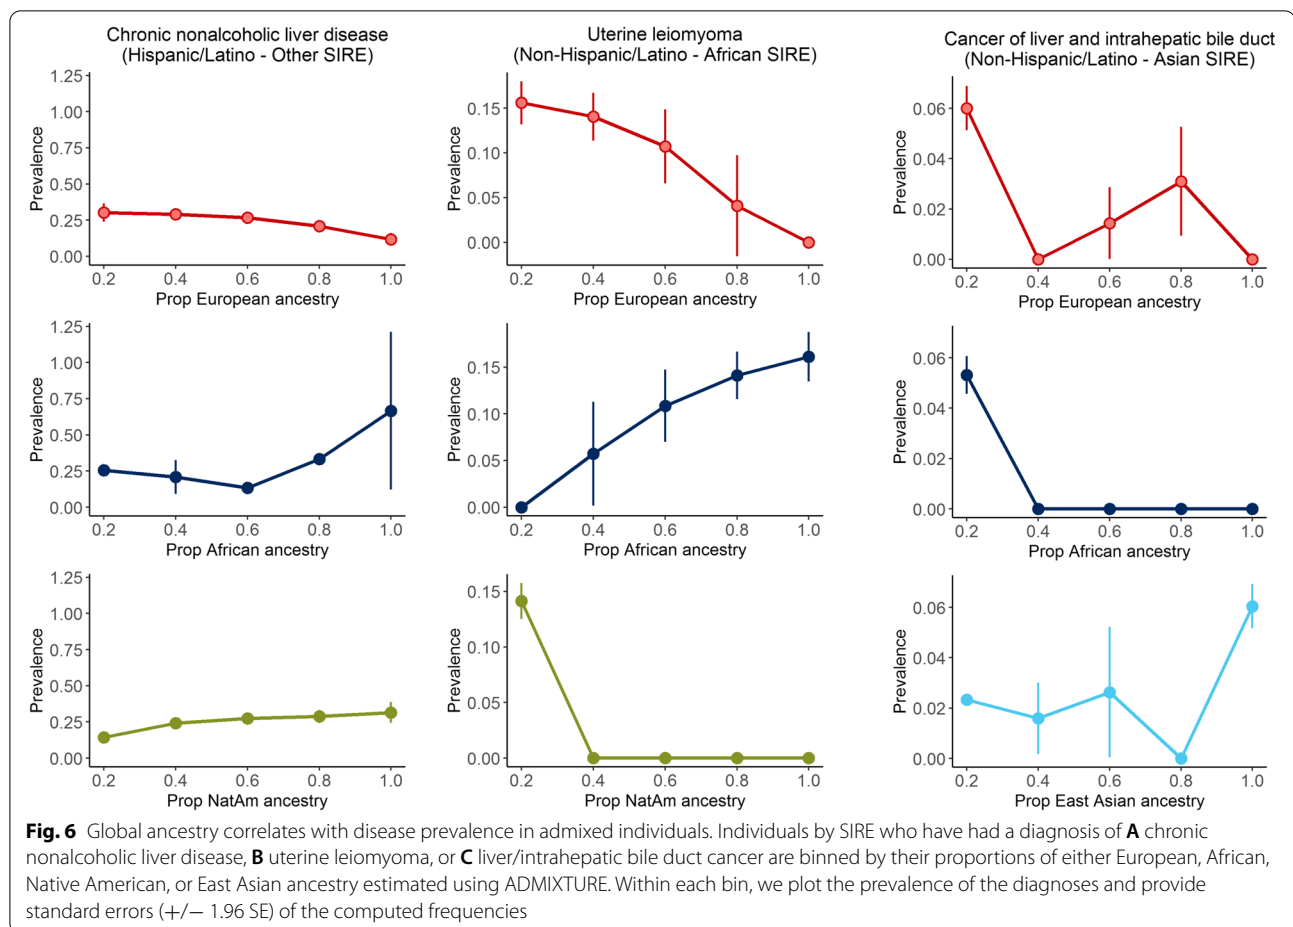 Chronic nonalcoholic liver disease
(Hispanic/Latino - Other SIRE)
Uterine leiomyoma
(Non-Hispanic/Latino - African SIRE)
Cancer of liver and intrahepatic bile duct
(Non-Hispanic/Latino - Asian SIRE)
Prevalence
1.25
1.00
0.75
0.50
0.25
0.00
0.2 0.4 0.6 0.8 1.0
Prop European ancestry
Prevalence
0.15
0.10
0.05
0.00
0.2 0.4 0.6 0.8 1.0
Prop European ancestry
Prevalence
0.06
0.04
0.02
0.00
0.2 0.4 0.6 0.8 1.0
Prop European ancestry
Prevalence
1.25
1.00
0.75
0.50
0.25
0.00
0.2 0.4 0.6 0.8 1.0
Prop African ancestry
Prevalence
0.15
0.10
0.05
0.00
0.2 0.4 0.6 0.8 1.0
Prop African ancestry
Prevalence
0.06
0.04
0.02
0.00
0.2 0.4 0.6 0.8 1.0
Prop African ancestry
Prevalence
1.25
1.00
0.75
0.50
0.25
0.00
0.2 0.4 0.6 0.8 1.0
Prop NatAm ancestry
Prevalence
0.15
0.10
0.05
0.00
0.2 0.4 0.6 0.8 1.0
Prop NatAm ancestry
Prevalence
0.06
0.04
0.02
0.00
0.2 0.4 0.6 0.8 1.0
Prop East Asian ancestry
Fig. 6 Global ancestry correlates with disease prevalence in admixed individuals. Individuals by SIRE who have had a diagnosis of A chronic
nonalcoholic liver disease, B uterine leiomyoma, or C liver/intrahepatic bile duct cancer are binned by their proportions of either European, African,
Native American, or East Asian ancestry estimated using ADMIXTURE. Within each bin, we plot the prevalence of the diagnoses and provide
standard errors (+/− 1.96 SE) of the computed frequencies